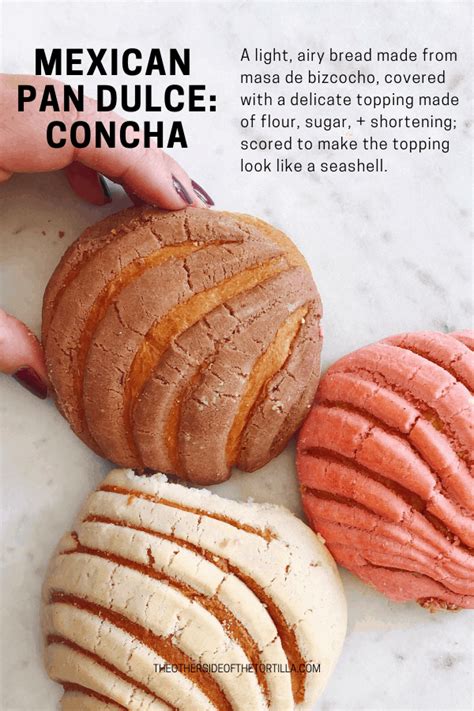 MEXICAN
PAN DULCE:
CONCHA
A light, airy bread made from
masa de bizcocho, covered
with a delicate topping made
of flour, sugar, + shortening;
scored to make the topping
look like a seashell.
THEOTHERSIDEOFTHETORTILLA.COM